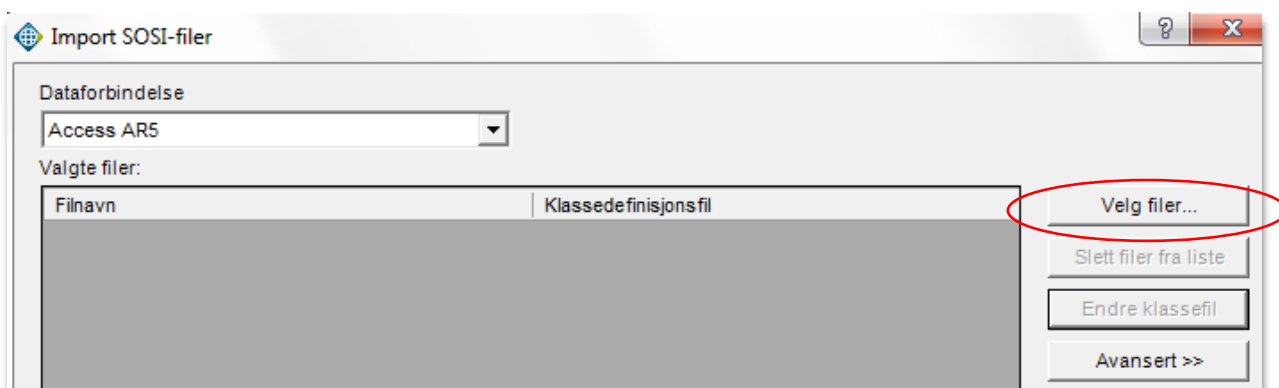 Import SOSI-filer
?
X
Dataforbindelse
Access AR5
Valgte filer:
Filnavn Klassedefinisjonsfil
Velg filer...
Slett filer fra liste
Endre klassefil
Avansert >>